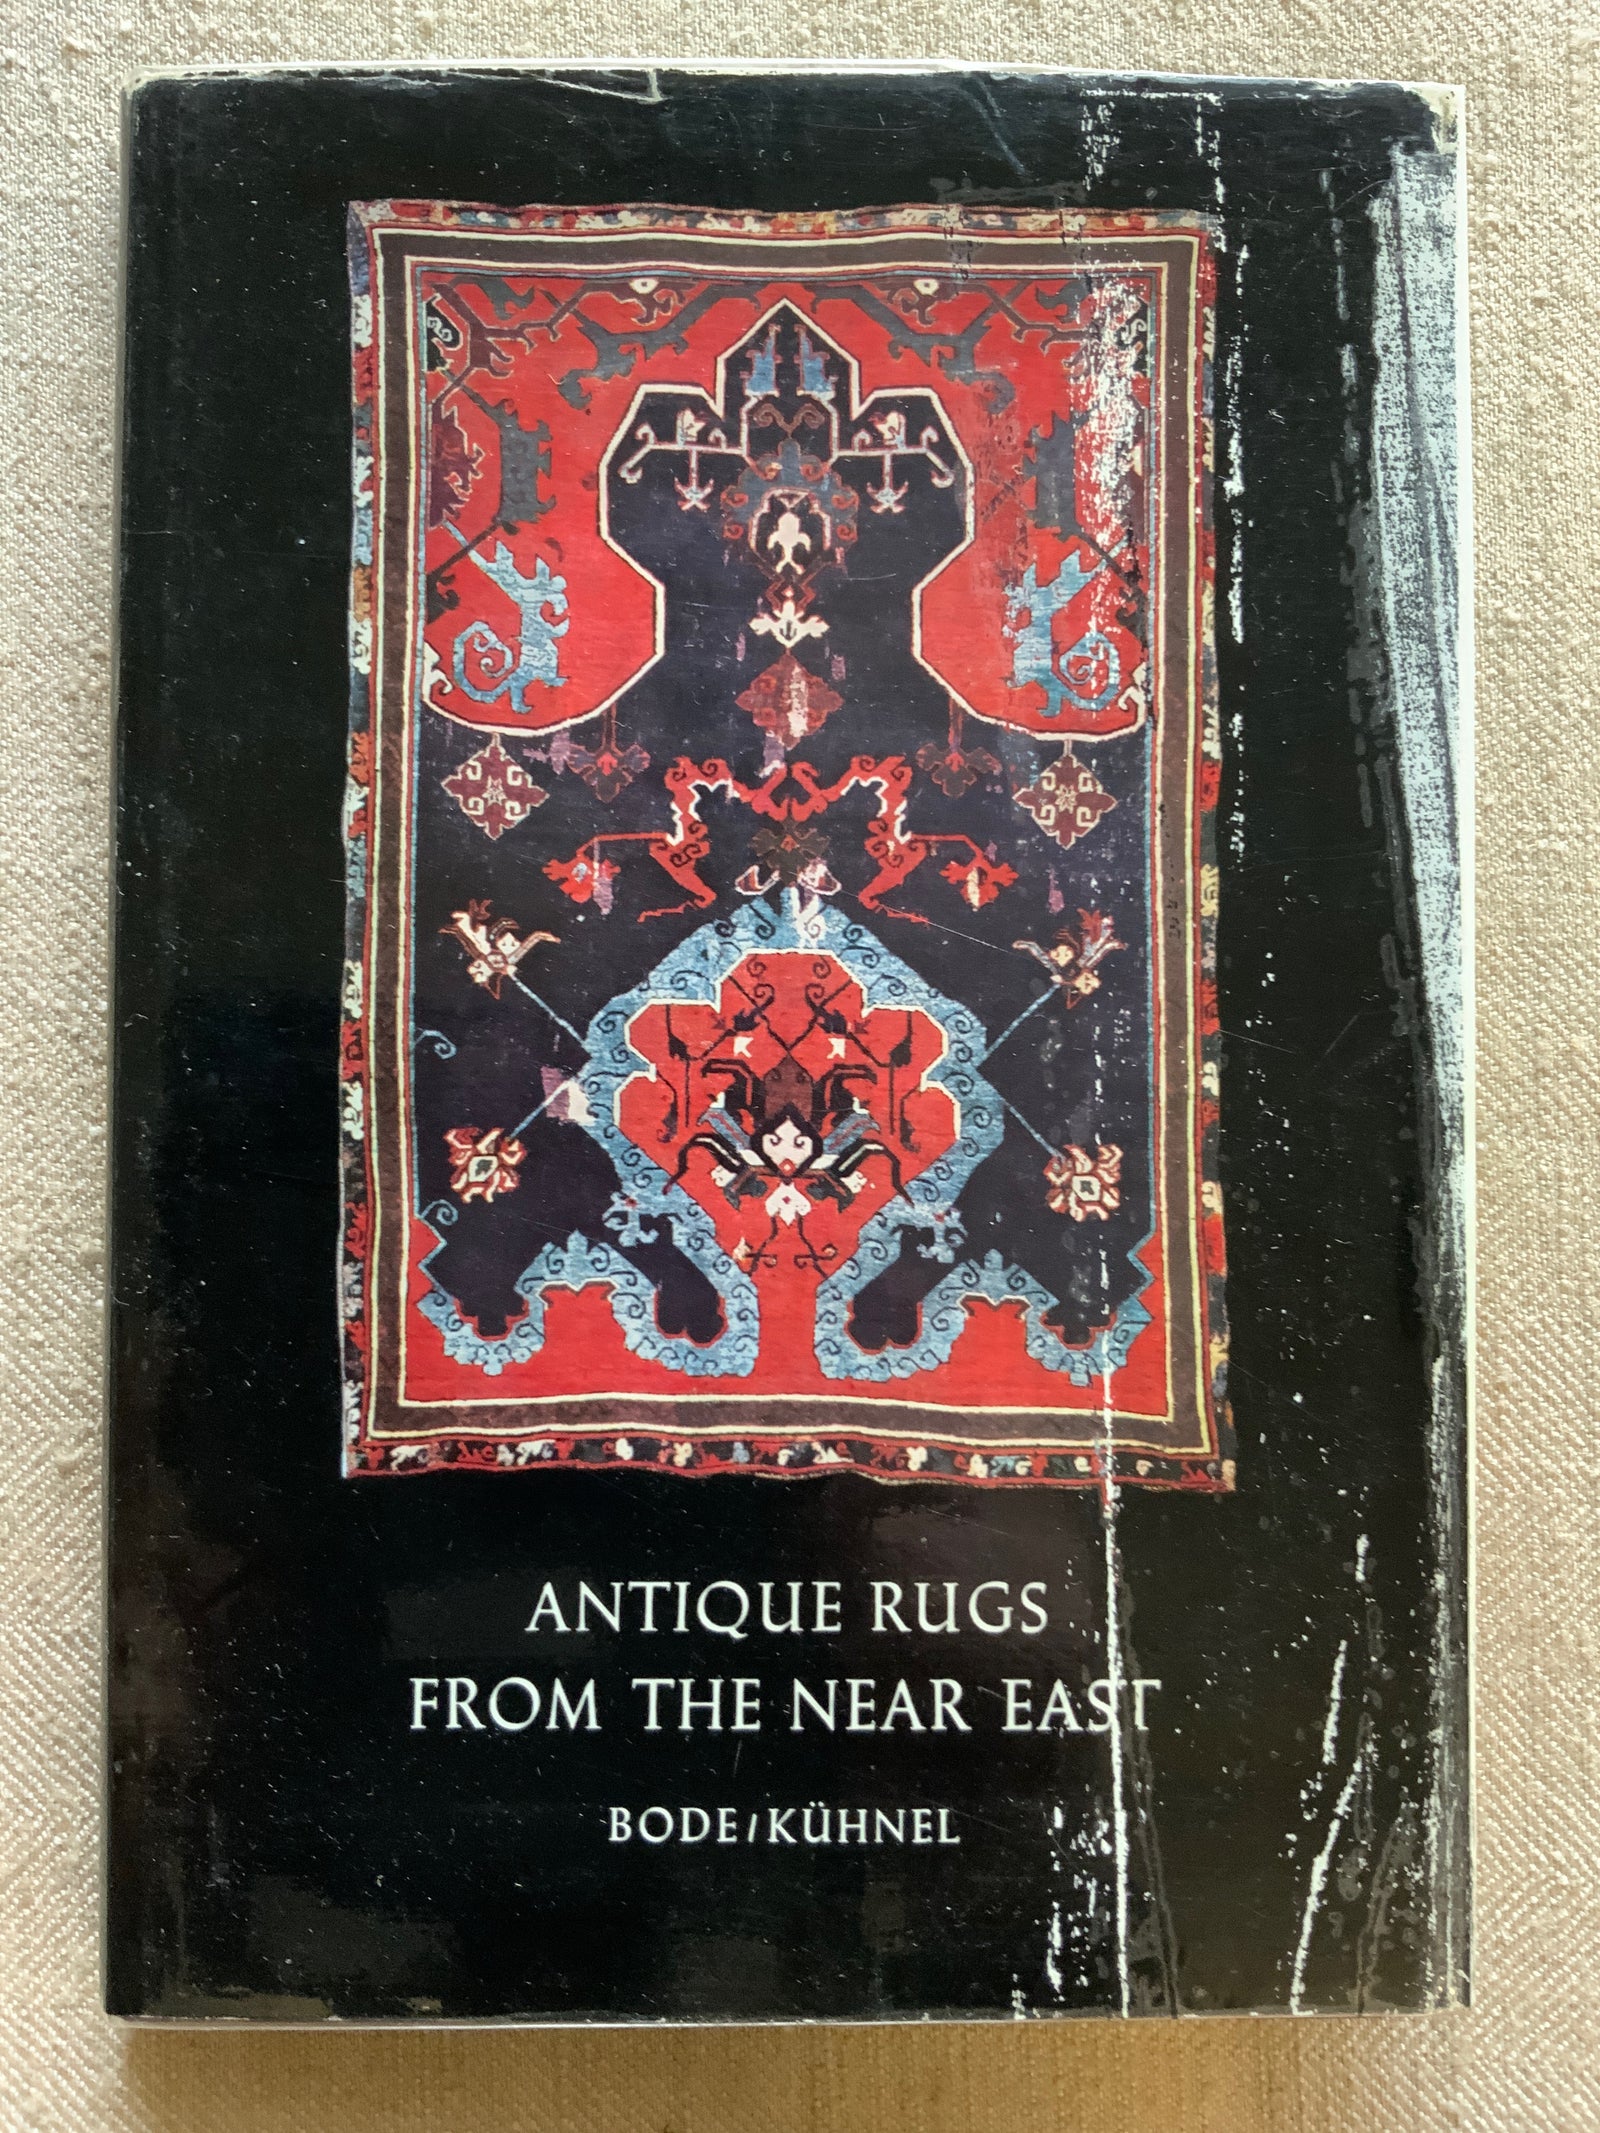 ANTIQUE RUGS
FROM THE NEAR EAST
BODE/KÜHNEL